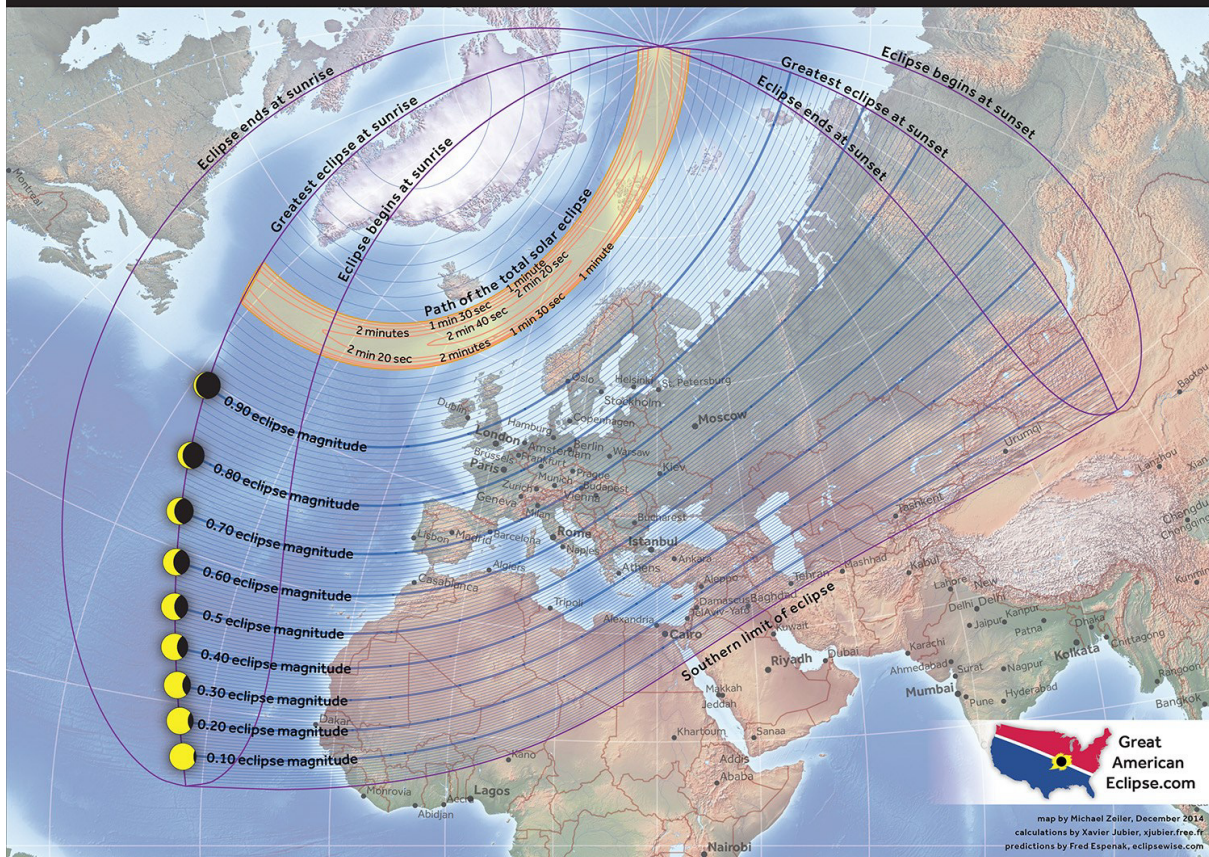 Eclipse ends at sunrise
Greatest eclipse at sunrise
Eclipse begins at sunrise
Eclipse begins at sunset
Greatest eclipse at sunset
Eclipse ends at sunset
Montreal
Path of the total solar eclipse
1 minute
1 min 30 sec
2 min 20 sec
1 minute
2 minutes
2 min 40 sec
1 min 30 sec
2 min 20 sec
2 minutes
0.90 eclipse magnitude
0.80 eclipse magnitude
0.70 eclipse magnitude
0.60 eclipse magnitude
0.5 eclipse magnitude
0.40 eclipse magnitude
0.30 eclipse magnitude
0.20 eclipse magnitude
0.10 eclipse magnitude
Oslo
Helsinki
St. Petersburg
Stockholm
Dublin
Copenhagen
Moscow
Hamburg
London
Amsterdam
Berlin
Warsaw
Brussels
Frankfurt
Paris
Prague
Kiev
Munich
Budapest
Zurich
Vienna
Geneva
Milan
Bucharest
Lisbon
Madrid
Barcelona
Rome
Istanbul
Naples
Ankara
Athens
Algiers
Casablanca
Aleppo
Tripoli
Damascus
Baghdad
TelAviv-Yafo
Alexandria
Cairo
Tehran
Mashhad
Tashkent
Kabul
Urumqi
Baotou
Lanzhou
Xian
Chengdu
Chongqing
Kunmi
Southern limit of eclipse
Kuwait
Riyadh
Dubai
Makkah
Jeddah
Lahore
New
Delhi
Delhi
Jaipur
Kanpur
Patna
Dhaka
Chittagong
Kolkata
Karachi
Ahmedabad
Surat
Nagpur
Mumbai
Pune
Hyderabad
Rangoon
Bangkok
Dakar
Khartoum
Sanaa
Kano
Addis
Ababa
Monrovia
Accra
Lagos
Abidjan
Nairobi
Great
American
Eclipse.com
map by Michael Zeiler, December 2014
calculations by Xavier Jubier, xjubier.free.fr
predictions by Fred Espenak, eclipsewise.com